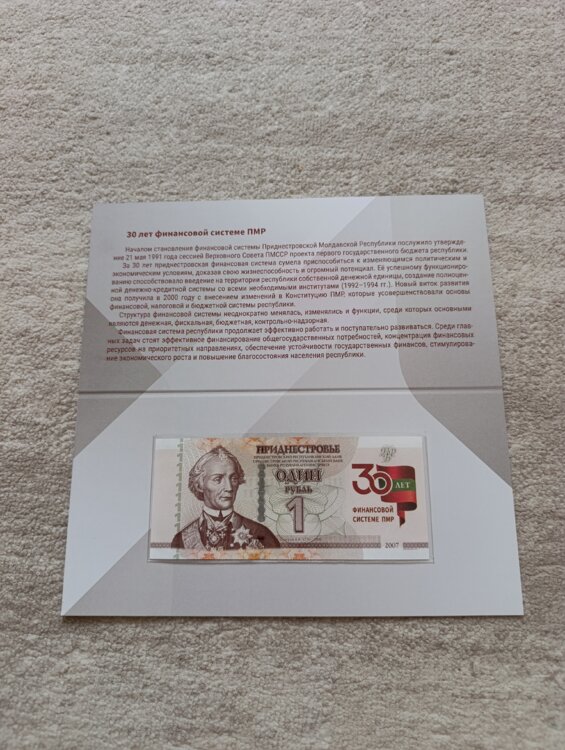 30 лет финансовой системе ПМР
Началом становления финансовой системы Приднестровской Молдавской Республики послужило утвержде-
ние 21 мая 1991 года сессией Верховного Совета ПМССР проекта первого государственного бюджета республики.
За 30 лет приднестровская финансовая система сумела приспособиться к изменяющимся политическим и
экономическим условиям, доказав свою жизнеспособность и огромный потенциал. Её успешному функциониро-
ванию способствовало введение на территории республики собственной денежной единицы, создание полноцен-
ной денежно-кредитной системы со всеми необходимыми институтами (1992–1994 гг.). Новый виток развития
она получила в 2000 году с внесением изменений в Конституцию ПМР, которые усовершенствовали основы
финансовой, налоговой и бюджетной системы республики.
Структура финансовой системы неоднократно менялась, изменялись и функции, среди которых основными
являются денежная, фискальная, бюджетная, контрольно-надзорная.
Финансовая система республики продолжает эффективно работать и поступательно развиваться. Среди глав-
ных задач стоят эффективное финансирование общегосударственных потребностей, концентрация финансовых
ресурсов на приоритетных направлениях, обеспечение устойчивости государственных финансов, стимулирова-
ние экономического роста и повышение благосостояния населения республики.
ПРИДНЕСТРОВЬЕ
ПРИДНЕСТРОВСКИЙ РЕСПУБЛИКАНСКИЙ БАНК
ОДИН
РУБЛЬ
1
30 ЛЕТ
ФИНАНСОВОЙ
СИСТЕМЕ ПМР
2007